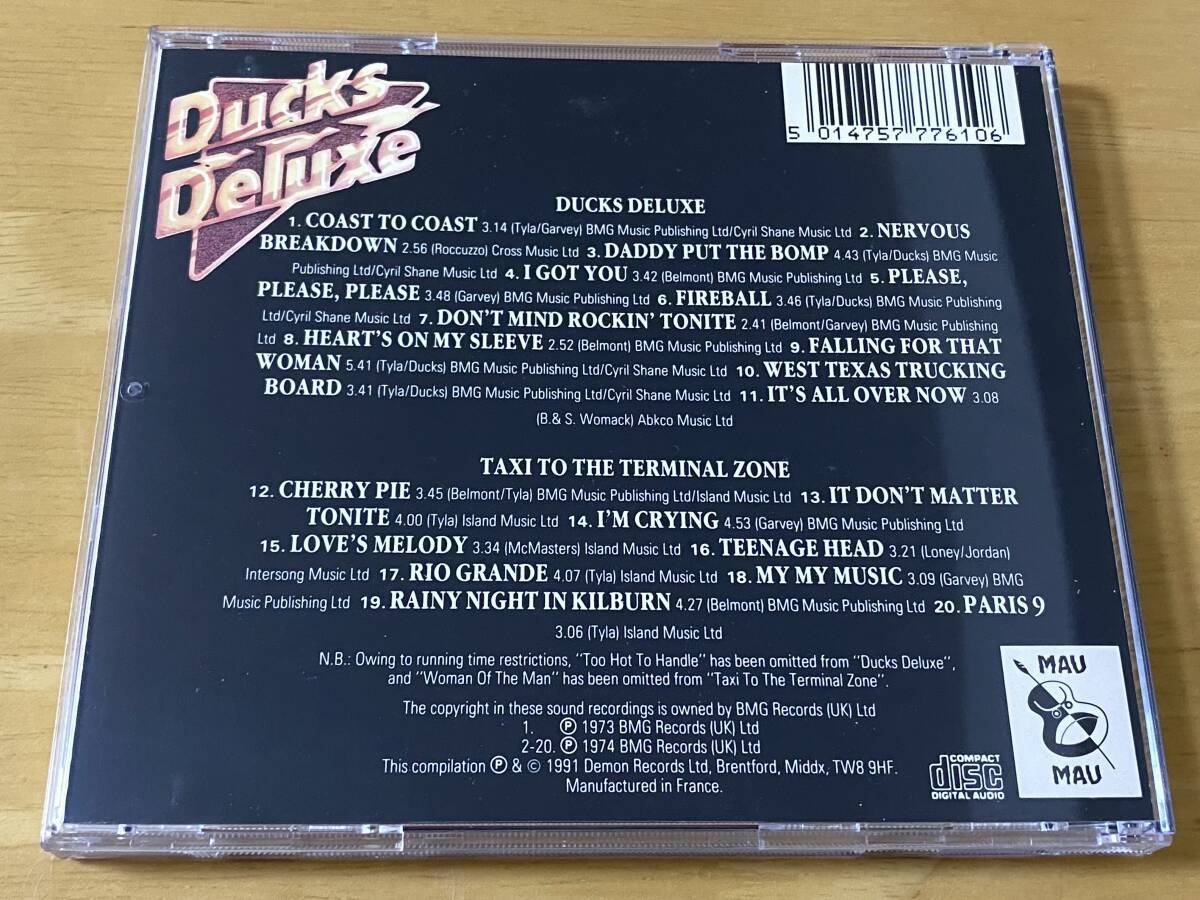 Ducks
Deluxe
5 014757 776106
DUCKS DELUXE
1. COAST TO COAST 3.14 (Tyla/Garvey) BMG Music Publishing Ltd/Cyril Shane Music Ltd 2. NERVOUS
BREAKDOWN 2.56 (Roccuzzo) Cross Music Ltd 3. DADDY PUT THE BOMP 4.43 (Tyla/Ducks) BMG Music
Publishing Ltd/Cyril Shane Music Ltd 4. I GOT YOU 3.42 (Belmont) BMG Music Publishing Ltd 5. PLEASE,
PLEASE, PLEASE 3.48 (Garvey) BMG Music Publishing Ltd 6. FIREBALL 3.46 (Tyla/Ducks) BMG Music Publishing
Ltd/Cyril Shane Music Ltd 7. DON'T MIND ROCKIN' TONITE 2.41 (Belmont/Garvey) BMG Music Publishing
Ltd 8. HEART'S ON MY SLEEVE 2.52 (Belmont) BMG Music Publishing Ltd 9. FALLING FOR THAT
WOMAN 5.41 (Tyla/Ducks) BMG Music Publishing Ltd/Cyril Shane Music Ltd 10. WEST TEXAS TRUCKING
BOARD 3.41 (Tyla/Ducks) BMG Music Publishing Ltd/Cyril Shane Music Ltd 11. IT'S ALL OVER NOW 3.08
(B.& S. Womack) Abkco Music Ltd
TAXI TO THE TERMINAL ZONE
12. CHERRY PIE 3.45 (Belmont/Tyla) BMG Music Publishing Ltd/Island Music Ltd 13. IT DON'T MATTER
TONITE 4.00 (Tyla) Island Music Ltd 14. I'M CRYING 4.53 (Garvey) BMG Music Publishing Ltd
15. LOVE'S MELODY 3.34 (McMasters) Island Music Ltd 16. TEENAGE HEAD 3.21 (Loney/Jordan)
Intersong Music Ltd 17. RIO GRANDE 4.07 (Tyla) Island Music Ltd 18. MY MY MUSIC 3.09 (Garvey) BMG
Music Publishing Ltd 19. RAINY NIGHT IN KILBURN 4.27 (Belmont) BMG Music Publishing Ltd 20. PARIS 9
3.06 (Tyla) Island Music Ltd
N.B.: Owing to running time restrictions, "Too Hot To Handle" has been omitted from "Ducks Deluxe",
and "Woman Of The Man" has been omitted from "Taxi To The Terminal Zone".
The copyright in these sound recordings is owned by BMG Records (UK) Ltd
1. ℗ 1973 BMG Records (UK) Ltd
2-20. ℗ 1974 BMG Records (UK) Ltd
This compilation ℗ & © 1991 Demon Records Ltd, Brentford, Middx, TW8 9HF.
Manufactured in France.
COMPACT
disc
DIGITAL AUDIO
MAU
MAU